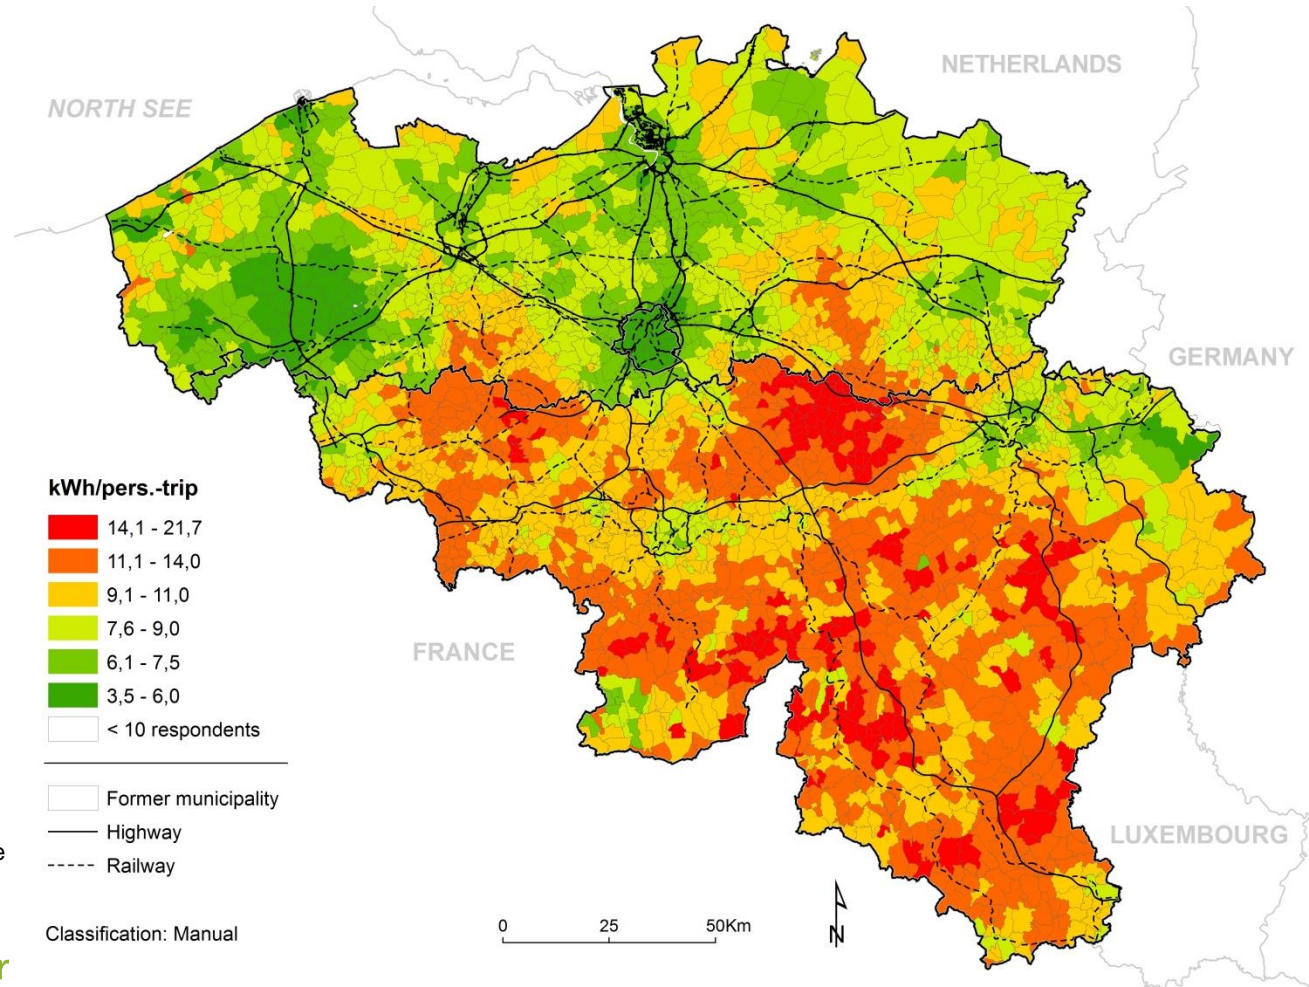 NETHERLANDS
NORTH SEE
GERMANY
kWh/pers.-trip
14,1 - 21,7
11,1 - 14,0
9,1 - 11,0
7,6 - 9,0
6,1 - 7,5
3,5 - 6,0
< 10 respondents
FRANCE
Former municipality
Highway
Railway
LUXEMBOURG
e
Classification: Manual
0 25 50Km
N
r